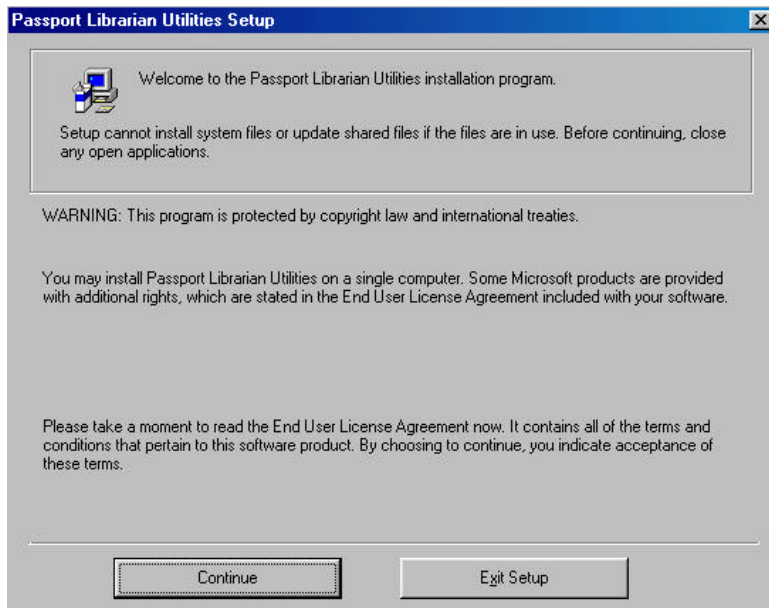 Passport Librarian Utilities Setup
Welcome to the Passport Librarian Utilities installation program.
Setup cannot install system files or update shared files if the files are in use. Before continuing, close
any open applications.
WARNING: This program is protected by copyright law and international treaties.
You may install Passport Librarian Utilities on a single computer. Some Microsoft products are provided
with additional rights, which are stated in the End User License Agreement included with your software.
Please take a moment to read the End User License Agreement now. It contains all of the terms and
conditions that pertain to this software product. By choosing to continue, you indicate acceptance of
these terms.
Continue
Exit Setup